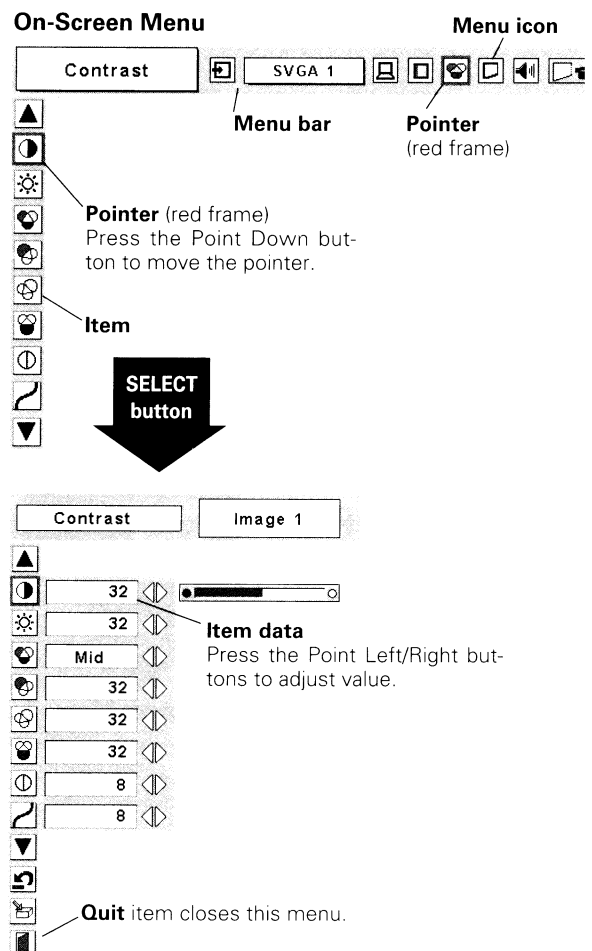 On-Screen Menu
Menu icon
Contrast
SVGA 1
Menu bar
Pointer
(red frame)
Pointer (red frame)
Press the Point Down but-
ton to move the pointer.
Item
SELECT
button
Contrast
Image 1
32
32
Item data
Mid
Press the Point Left/Right but-
tons to adjust value.
32
32
32
8
8
Quit item closes this menu.